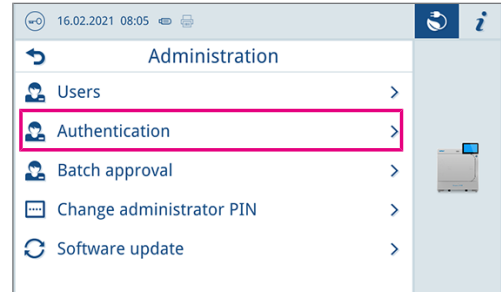 16.02.2021 08:05
i
Administration
Users
Authentication
Batch approval
Change administrator PIN
Software update